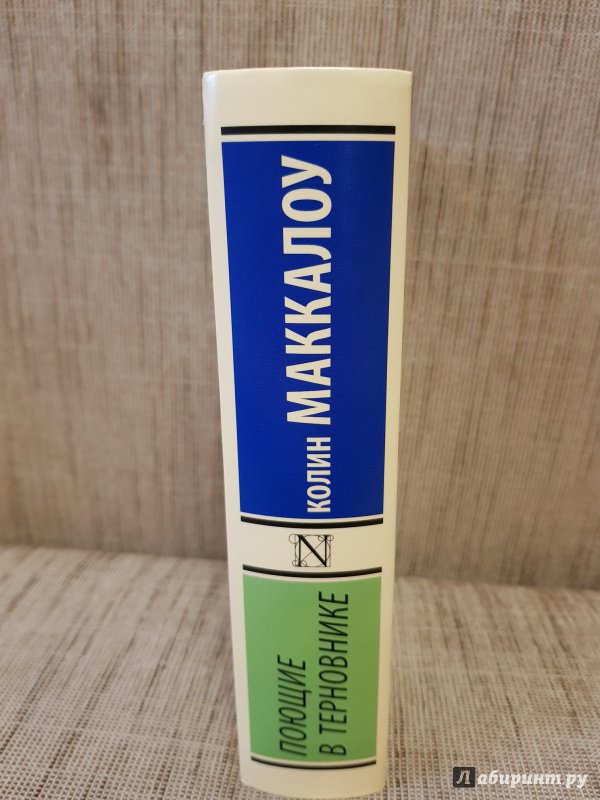 КОЛИН МАККАЛОУ
N
ПОЮЩИЕ
В ТЕРНОВНИКЕ
Лабиринт.ру